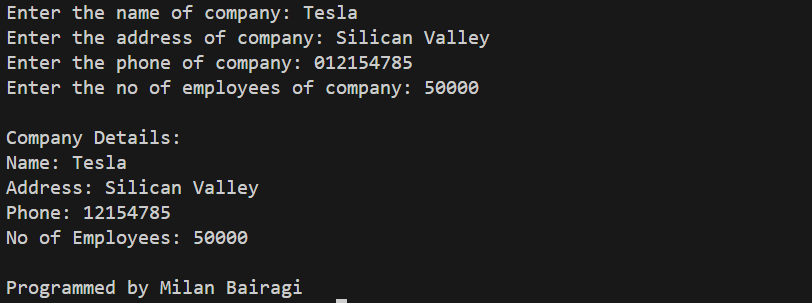 Enter the name of company: Tesla
Enter the address of company: Silican Valley
Enter the phone of company: 012154785
Enter the no of employees of company: 50000
Company Details:
Name: Tesla
Address: Silican Valley
Phone: 12154785
No of Employees: 50000
Programmed by Milan Bairagi